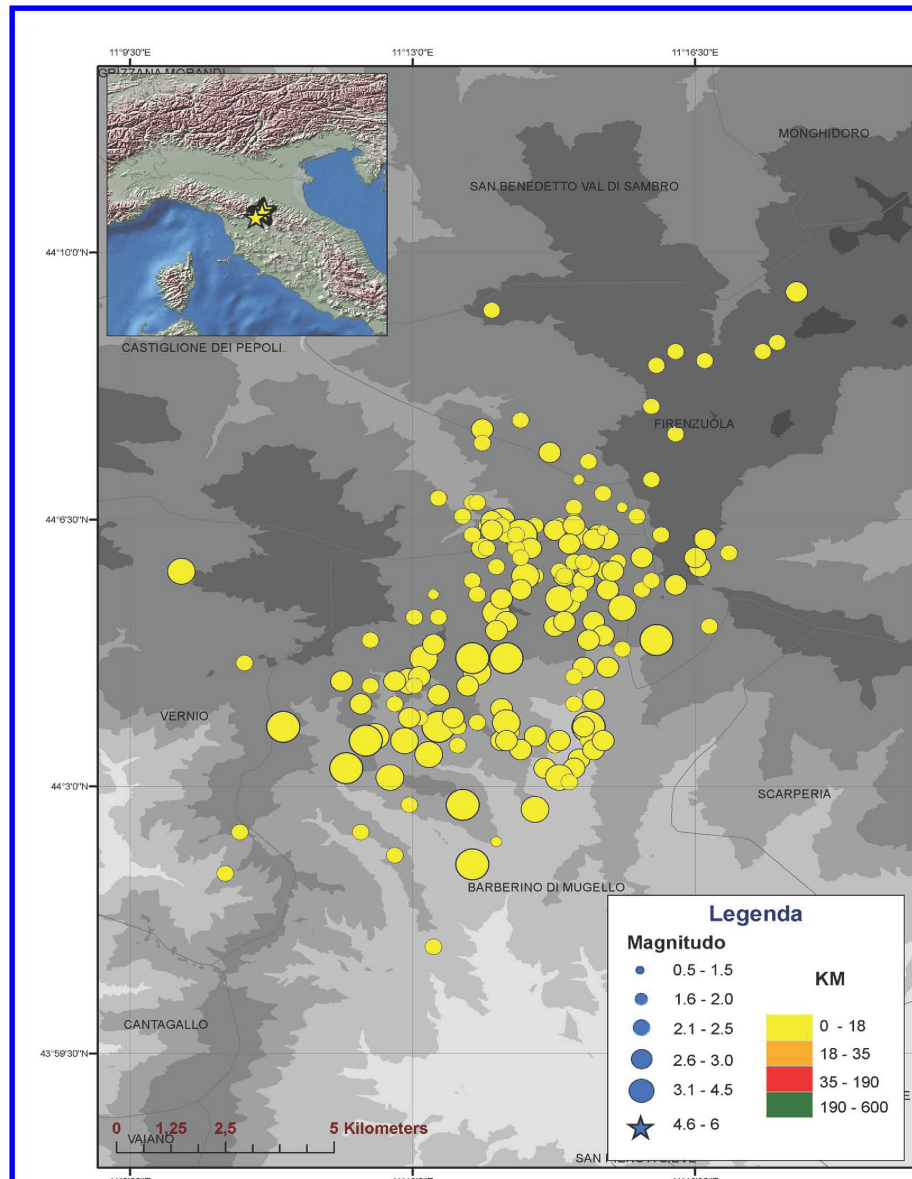 11°9'30"E
11°13'0"E
11°16'30"E
GRIZZANA MORANDI
MONGHIDORO
SAN BENEDETTO VAL DI SAMBRO
44°10'0"N
CASTIGLIONE DEI PEPOLI
FIRENZUOLA
44°6'30"N
VERNIO
44°3'0"N
SCARPERIA
BARBERINO DI MUGELLO
Legenda
Magnitudo
0.5 - 1.5
1.6 - 2.0
2.1 - 2.5
2.6 - 3.0
3.1 - 4.5
4.6 - 6
KM
0 - 18
18 - 35
35 - 190
190 - 600
CANTAGALLO
43°59'30"N
0 1,25 2,5 5 Kilometers
VAIANO